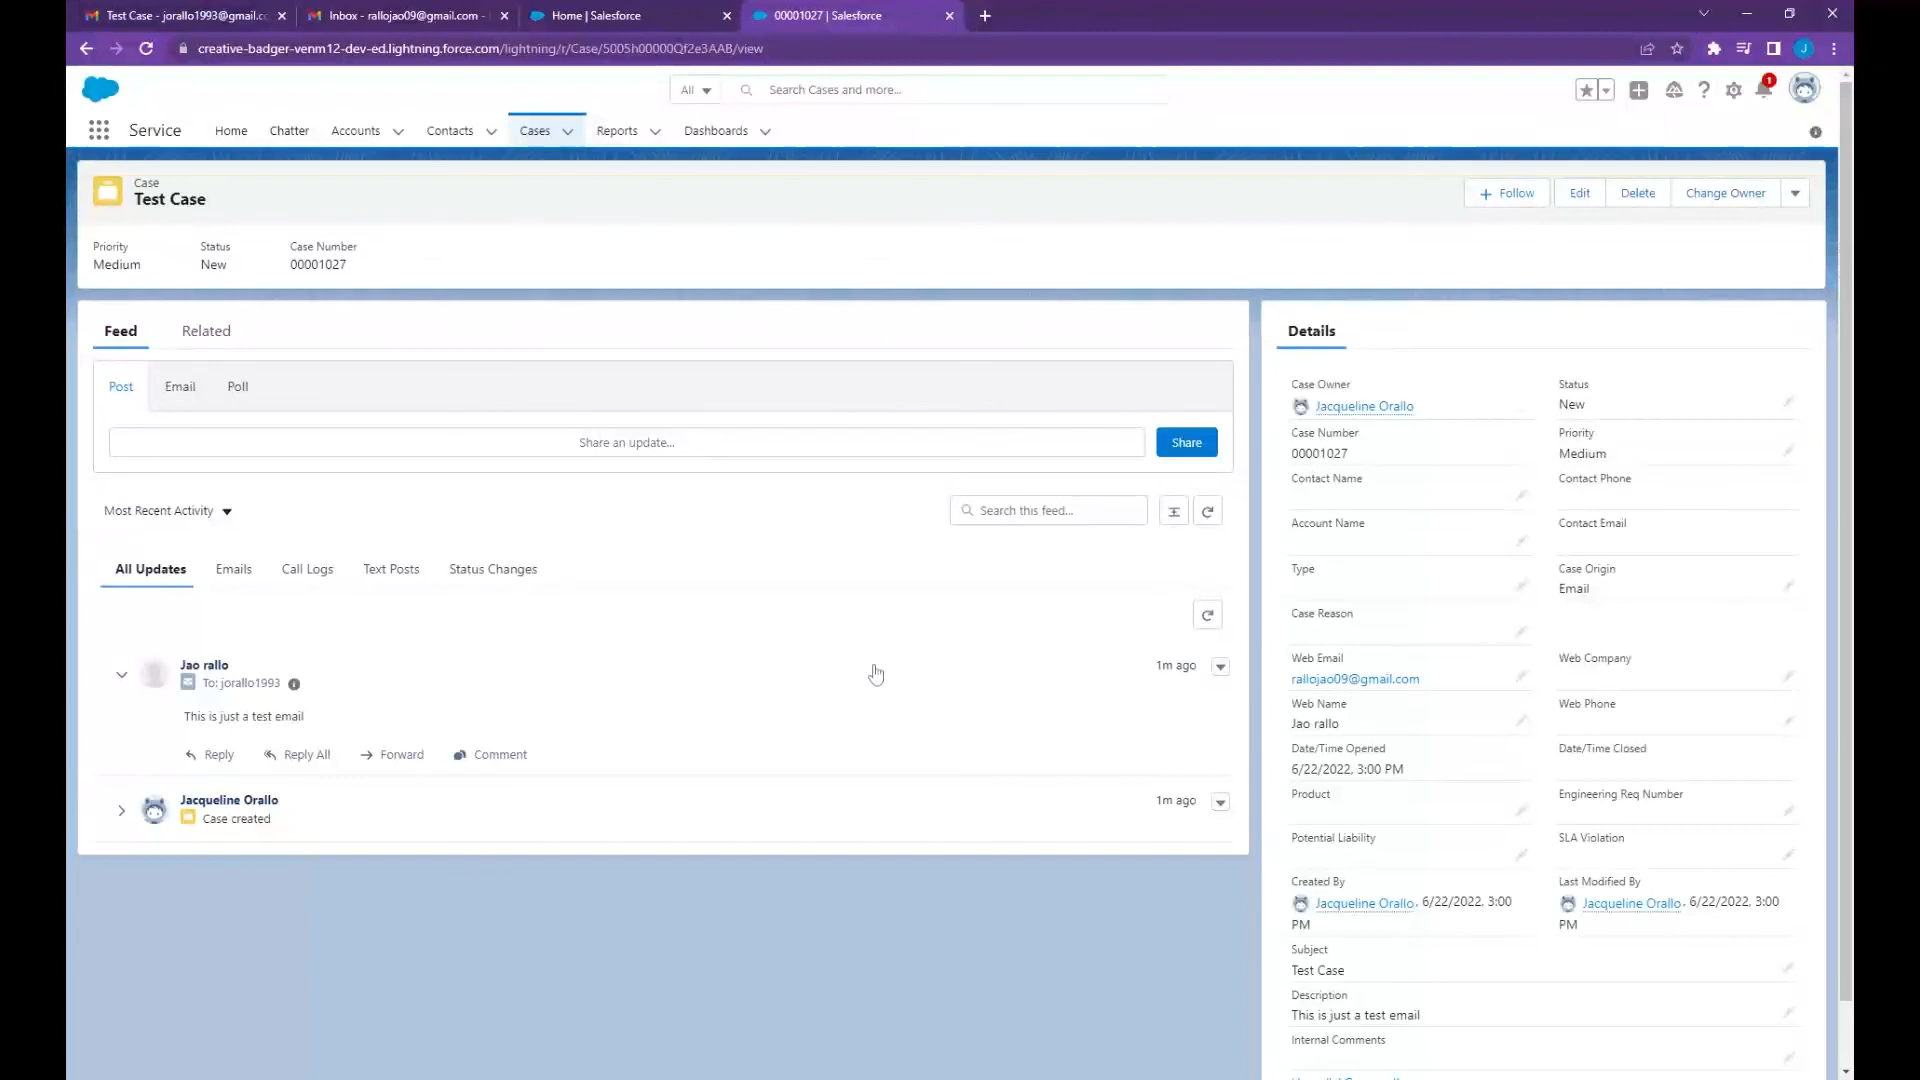 Test Case - jorallo1993@gmail.cc
Inbox - rallojao09@gmail.com -
Home | Salesforce
00001027 | Salesforce
creative-badger-venm12-dev-ed.lightning.force.com/lightning/r/Case/5005h00000Qf2e3AAB/view
J
All
Search Cases and more...
1
Service
Home
Chatter
Accounts
Contacts
Cases
Reports
Dashboards
Case
Test Case
Follow
Edit
Delete
Change Owner
Priority
Medium
Status
New
Case Number
00001027
Feed
Related
Post
Email
Poll
Share an update...
Share
Most Recent Activity
Search this feed...
All Updates
Emails
Call Logs
Text Posts
Status Changes
Jao rallo
To: jorallo1993
1m ago
This is just a test email
Reply
Reply All
Forward
Comment
Jacqueline Orallo
Case created
1m ago
Details
Case Owner
Jacqueline Orallo
Status
New
Case Number
00001027
Priority
Medium
Contact Name
Contact Phone
Account Name
Contact Email
Type
Case Origin
Email
Case Reason
Web Email
rallojao09@gmail.com
Web Company
Web Name
Jao rallo
Web Phone
Date/Time Opened
6/22/2022, 3:00 PM
Date/Time Closed
Product
Engineering Req Number
Potential Liability
SLA Violation
Created By
Jacqueline Orallo, 6/22/2022, 3:00
PM
Last Modified By
Jacqueline Orallo, 6/22/2022, 3:00
PM
Subject
Test Case
Description
This is just a test email
Internal Comments